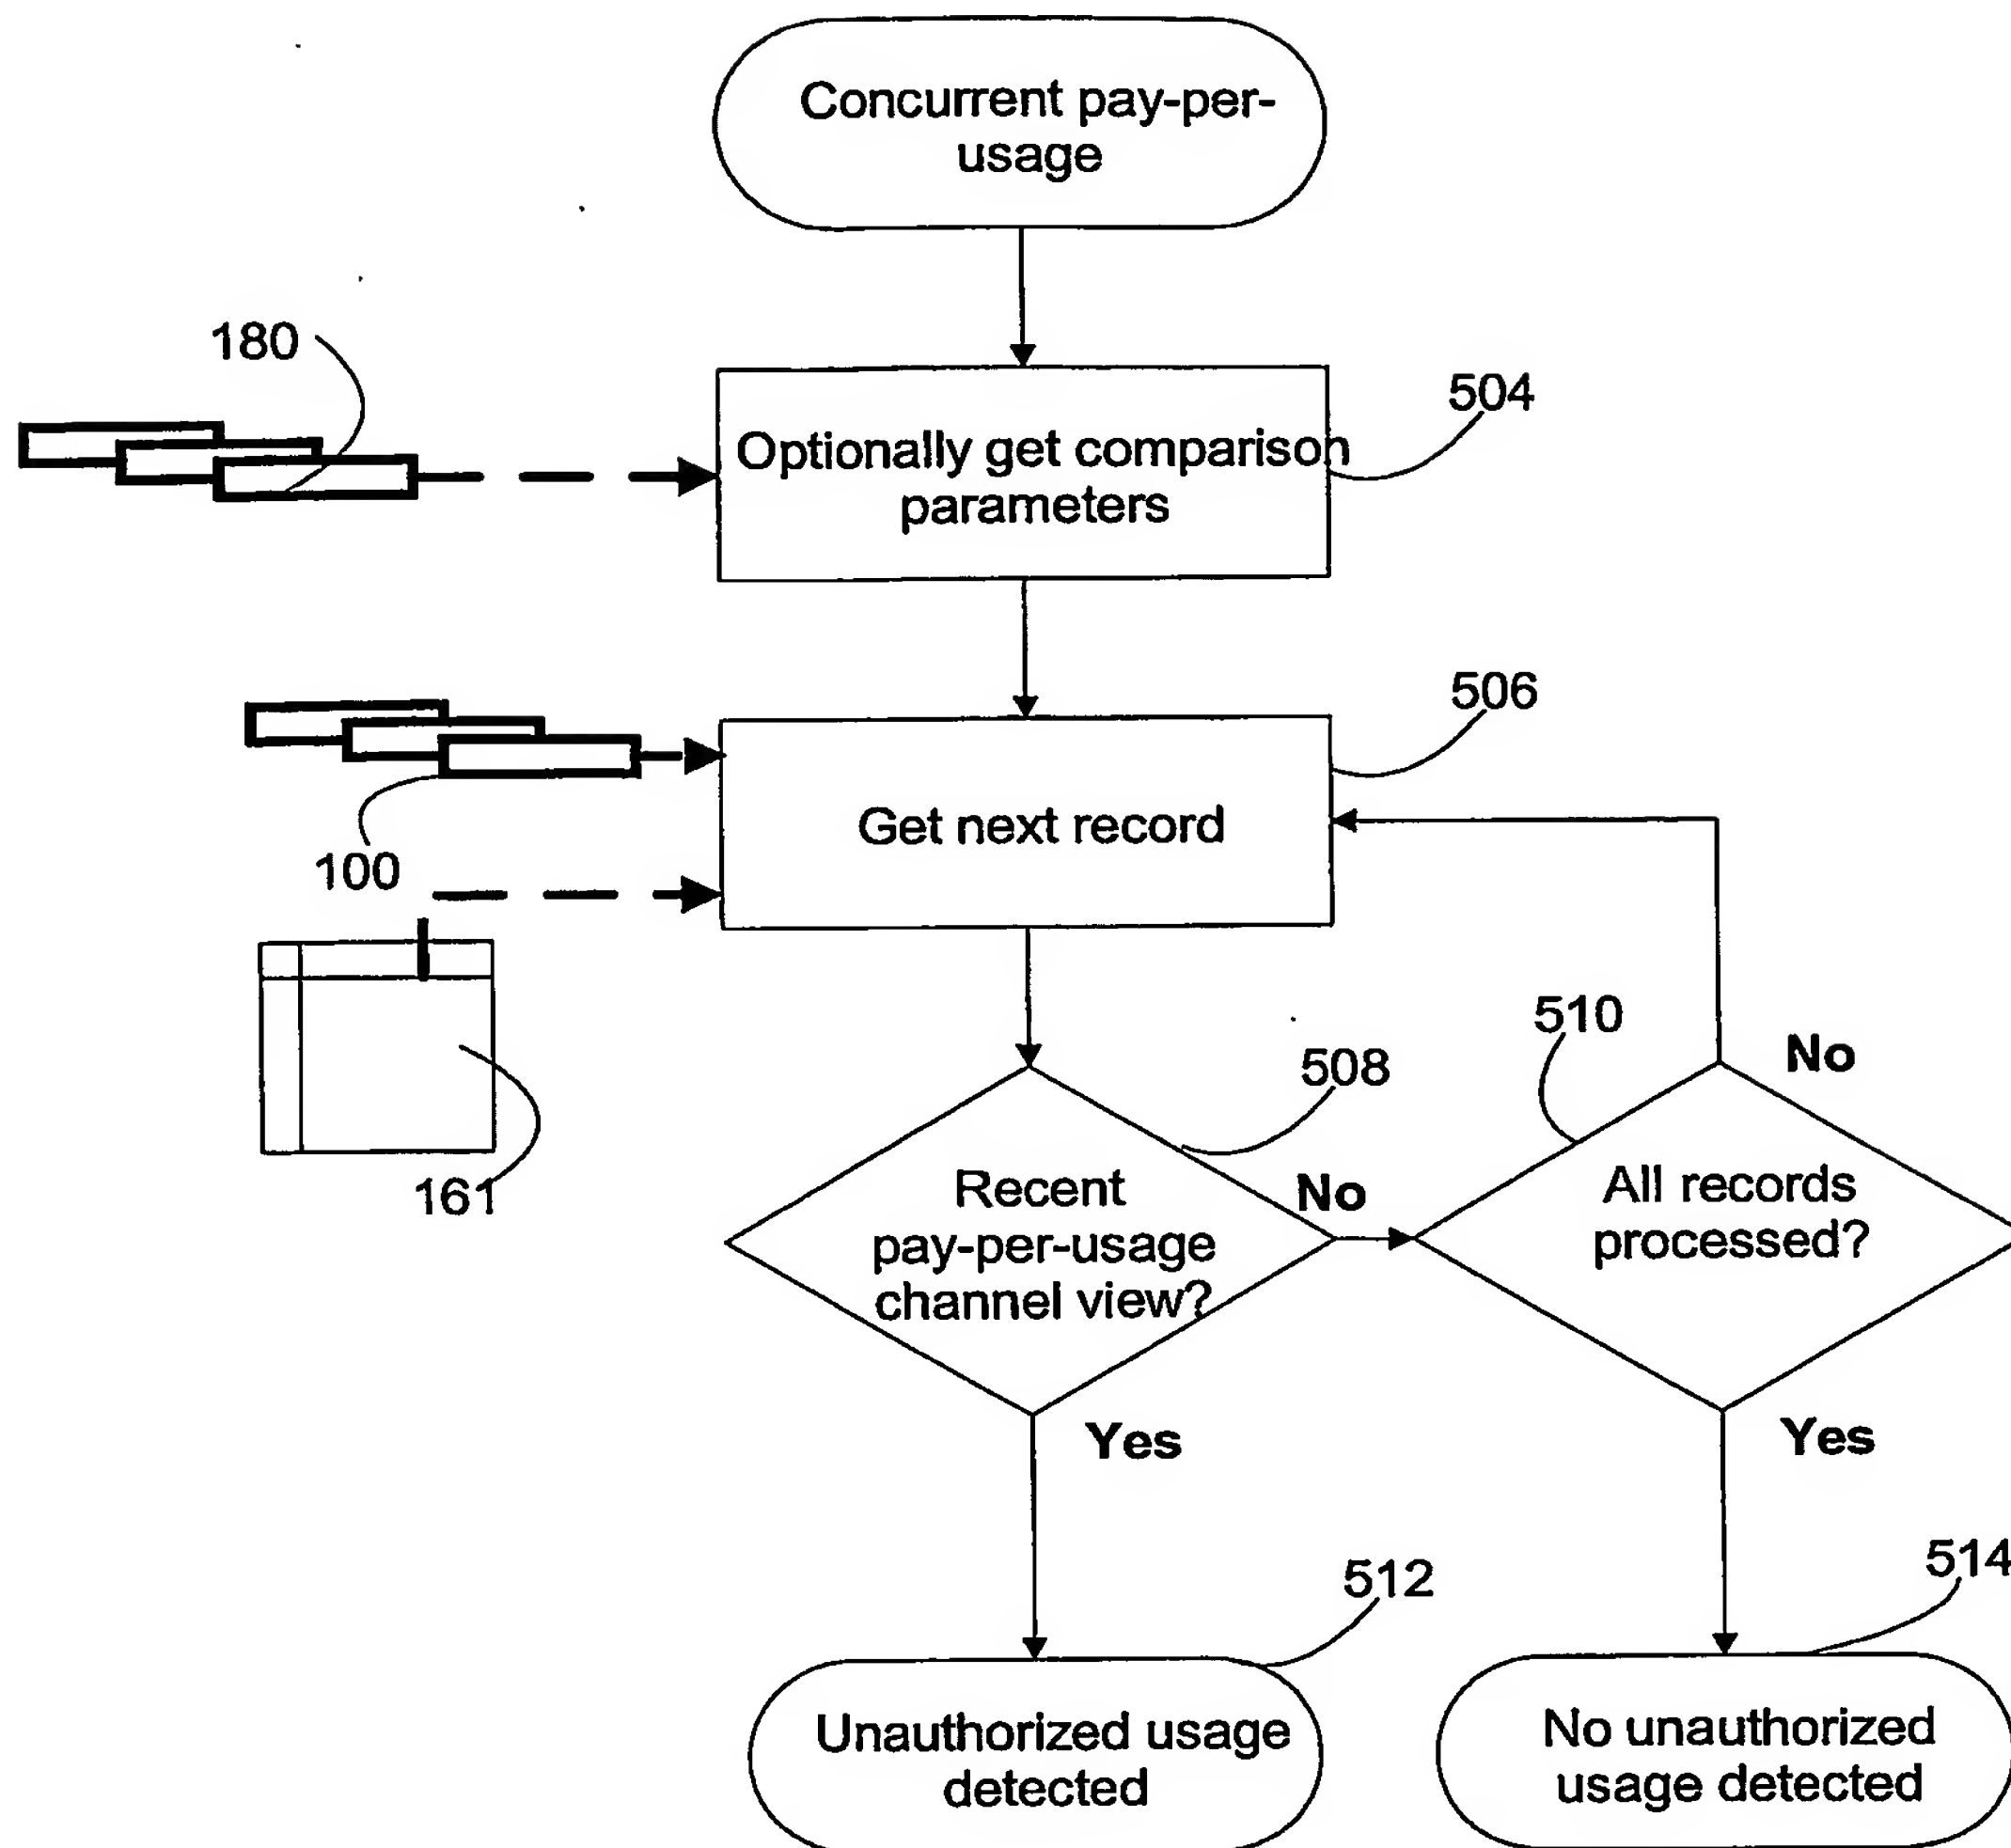 Concurrent pay-per-
usage
180
504
Optionally get comparison
parameters
506
Get next record
100
161
510
No
508
Recent
pay-per-usage
channel view?
No
All records
processed?
Yes
Yes
512
514
Unauthorized usage
detected
No unauthorized
usage detected